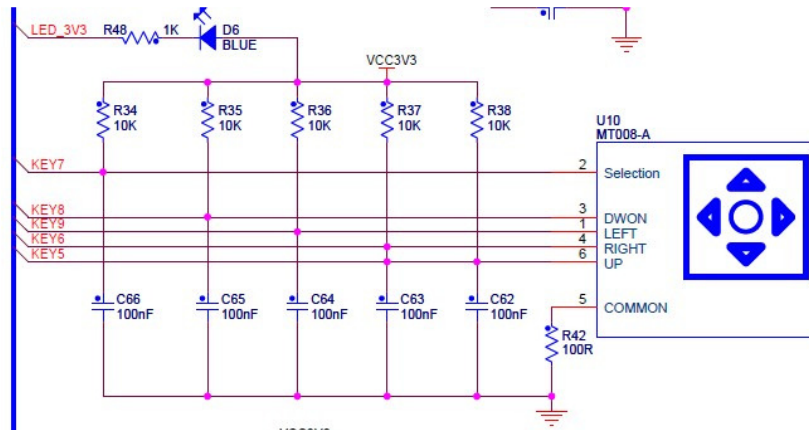 LED_3V3
R48
1K
D6
BLUE
VCC3V3
R34
10K
R35
10K
R36
10K
R37
10K
R38
10K
U10
MT008-A
KEY7
2
Selection
KEY8
3
DWON
KEY9
1
LEFT
KEY6
4
RIGHT
KEY5
6
UP
C66
100nF
C65
100nF
C64
100nF
C63
100nF
C62
100nF
5
COMMON
R42
100R